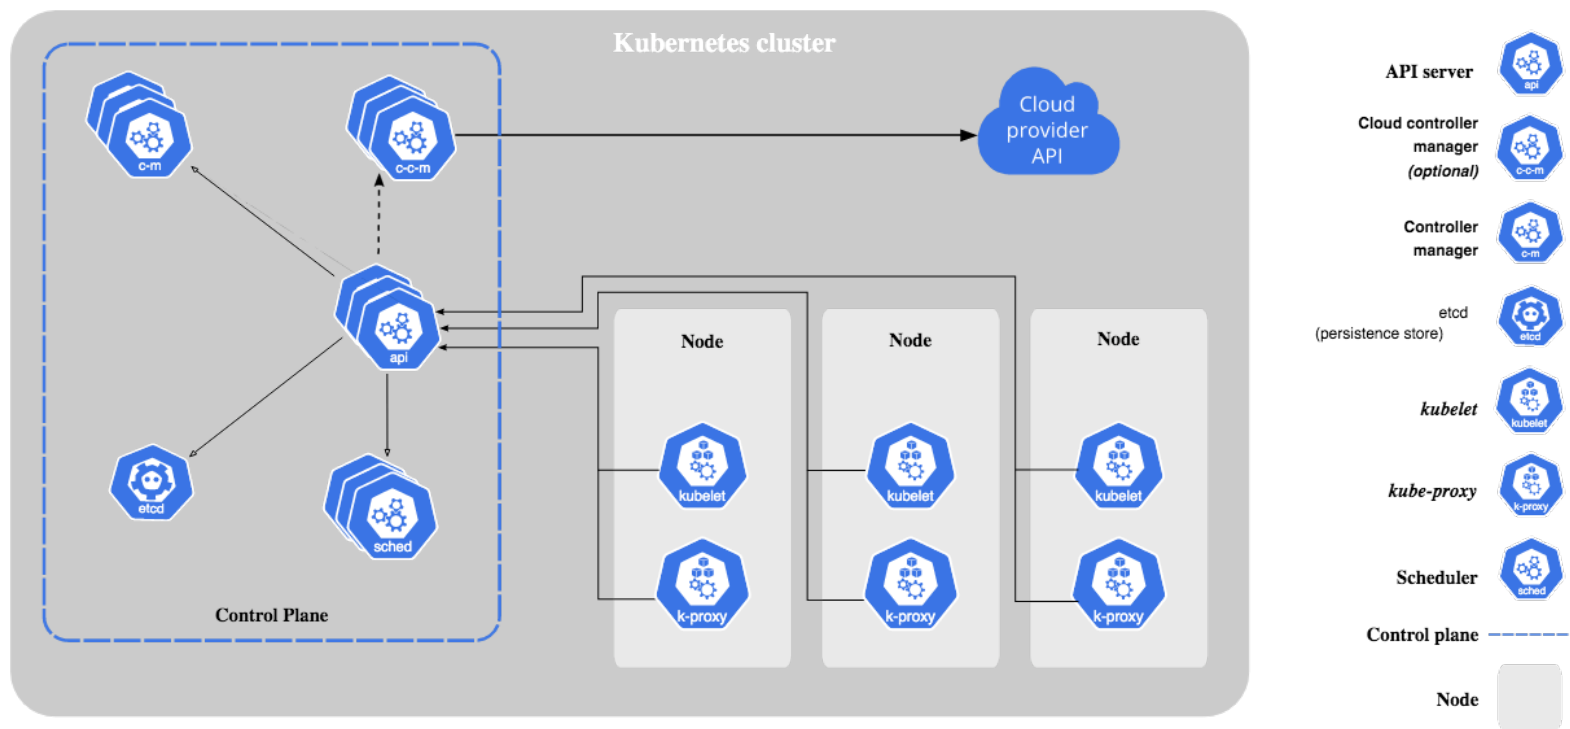 Kubernetes cluster
c-m
c-c-m
Cloud
provider
API
api
etcd
sched
Control Plane
Node
kubelet
k-proxy
Node
kubelet
k-proxy
Node
kubelet
k-proxy
API server
api
Cloud controller
manager
(optional)
c-c-m
Controller
manager
c-m
etcd
(persistence store)
etcd
kubelet
kubelet
kube-proxy
k-proxy
Scheduler
sched
Control plane
Node